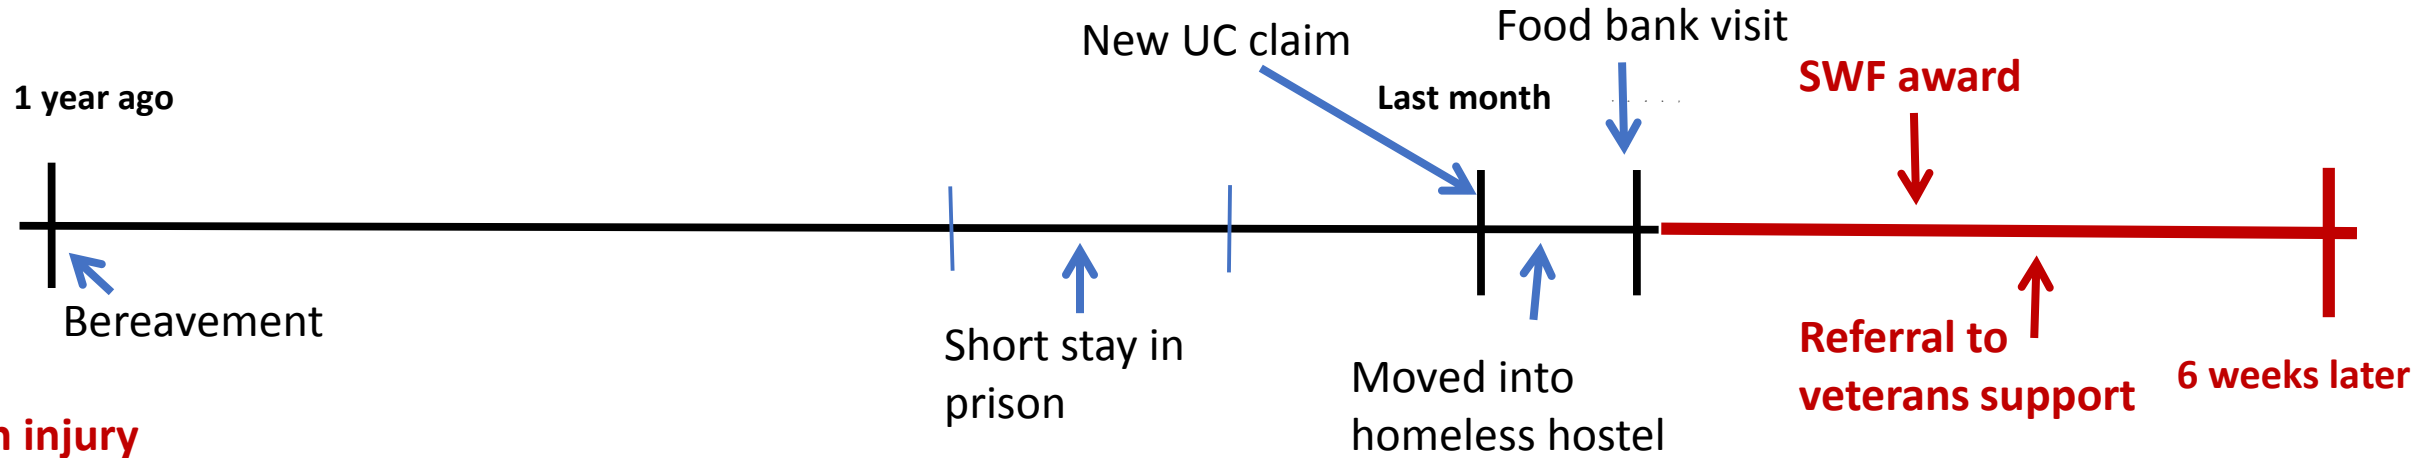 New UC claim
Food bank visit
1 year ago
Last month
SWF award
Bereavement
Short stay in
prison
Moved into
homeless hostel
Referral to
veterans support
6 weeks later
injury